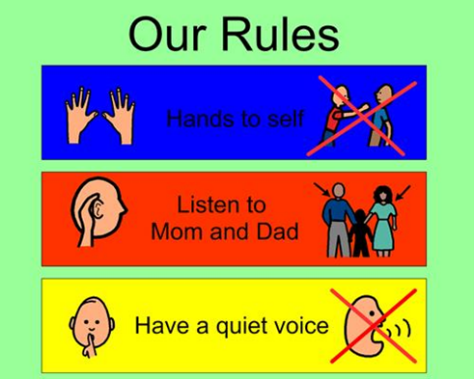 Our Rules
Hands to self
Listen to
Mom and Dad
Have a quiet voice